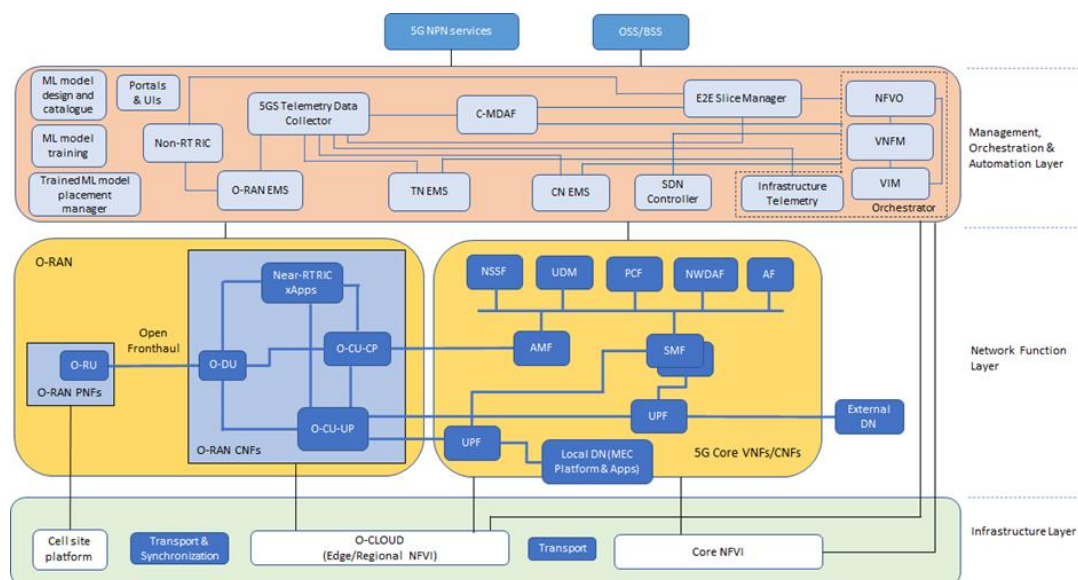 5G NPN services
OSS/BSS
ML model
design and
catalogue
Portals
& UIs
5GS Telemetry Data
Collector
C-MDAF
E2E Slice Manager
NFVO
ML model
training
Non-RT RIC
VNFM
Management,
Orchestration &
Automation Layer
Trained ML model
placement
manager
O-RAN EMS
TN EMS
CN EMS
SDN
Controller
Infrastructure
Telemetry
VIM
Orchestrator
O-RAN
Near-RT RIC
xApps
NSSF
UDM
PCF
NWDAF
AF
Open
Fronthaul
O-RU
O-RAN PNFs
O-DU
O-CU-CP
AMF
SMF
Network Function
Layer
O-CU-UP
O-RAN CNFs
UPF
UPF
External
DN
Local DN (MEC
Platform & Apps)
5G Core VNFs/CNFs
Cell site
platform
Transport &
Synchronization
O-CLOUD
(Edge/Regional NFVI)
Transport
Core NFVI
Infrastructure Layer